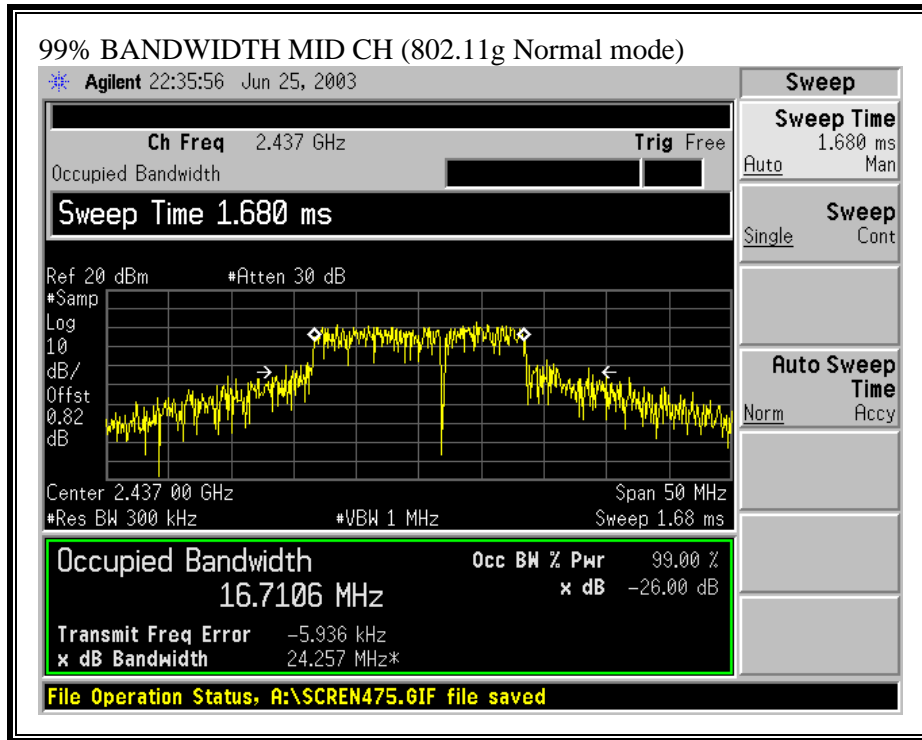 99% BANDWIDTH MID CH (802.11g Normal mode)
Agilent 22:35:56 Jun 25, 2003
Sweep
Ch Freq 2.437 GHz Trig Free
Occupied Bandwidth
Sweep Time 1.680 ms
Ref 20 dBm #Atten 30 dB
#Samp
Log
10
dB/
Offst
0.82
dB
Center 2.437 00 GHz Span 50 MHz
#Res BW 300 kHz #VBW 1 MHz Sweep 1.68 ms
Occupied Bandwidth Occ BW % Pwr 99.00 %
16.7106 MHz x dB -26.00 dB
Transmit Freq Error -5.936 kHz
x dB Bandwidth 24.257 MHz*
File Operation Status, A:\SCREN475.GIF file saved
Sweep Time
1.680 ms
Auto Man
Sweep
Single Cont
Auto Sweep
Time
Norm Accy